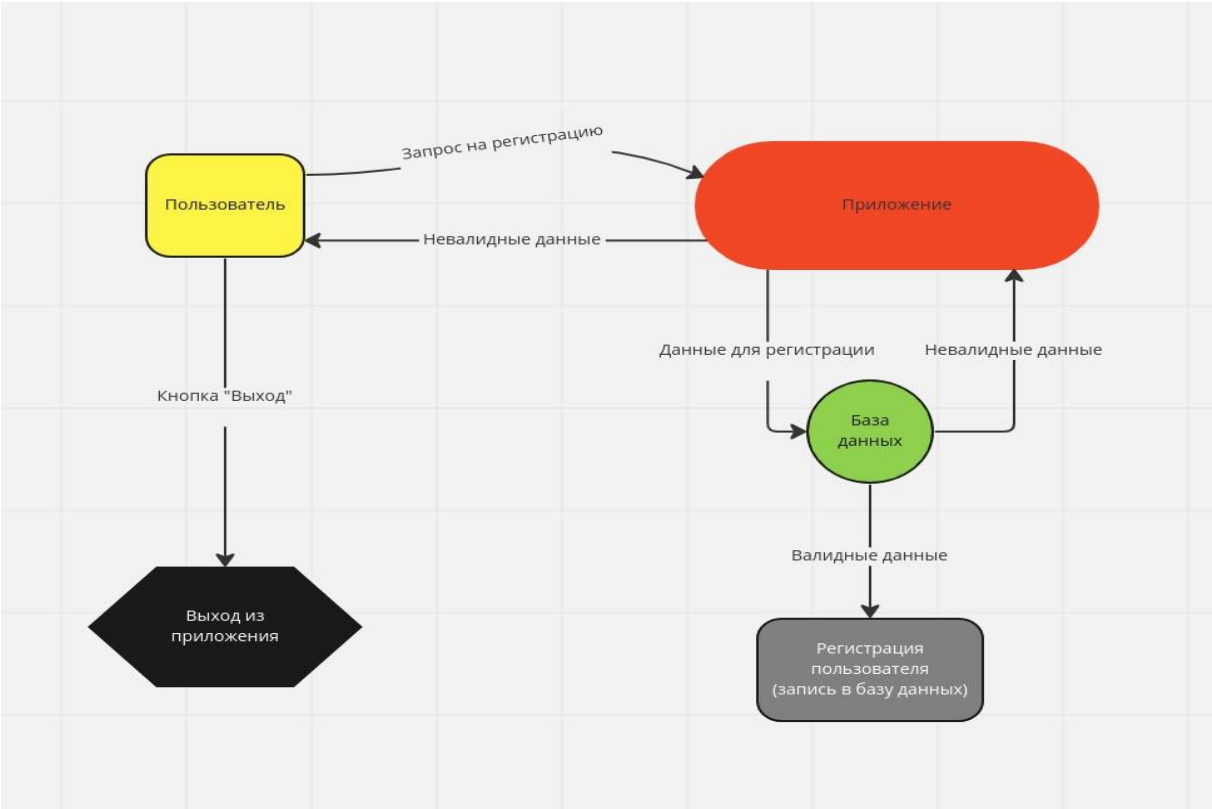 Запрос на регистрацию
Пользователь
Приложение
Невалидные данные
Данные для регистрации
Невалидные данные
Кнопка "Выход"
База
данных
Валидные данные
Выход из
приложения
Регистрация
пользователя
(запись в базу данных)